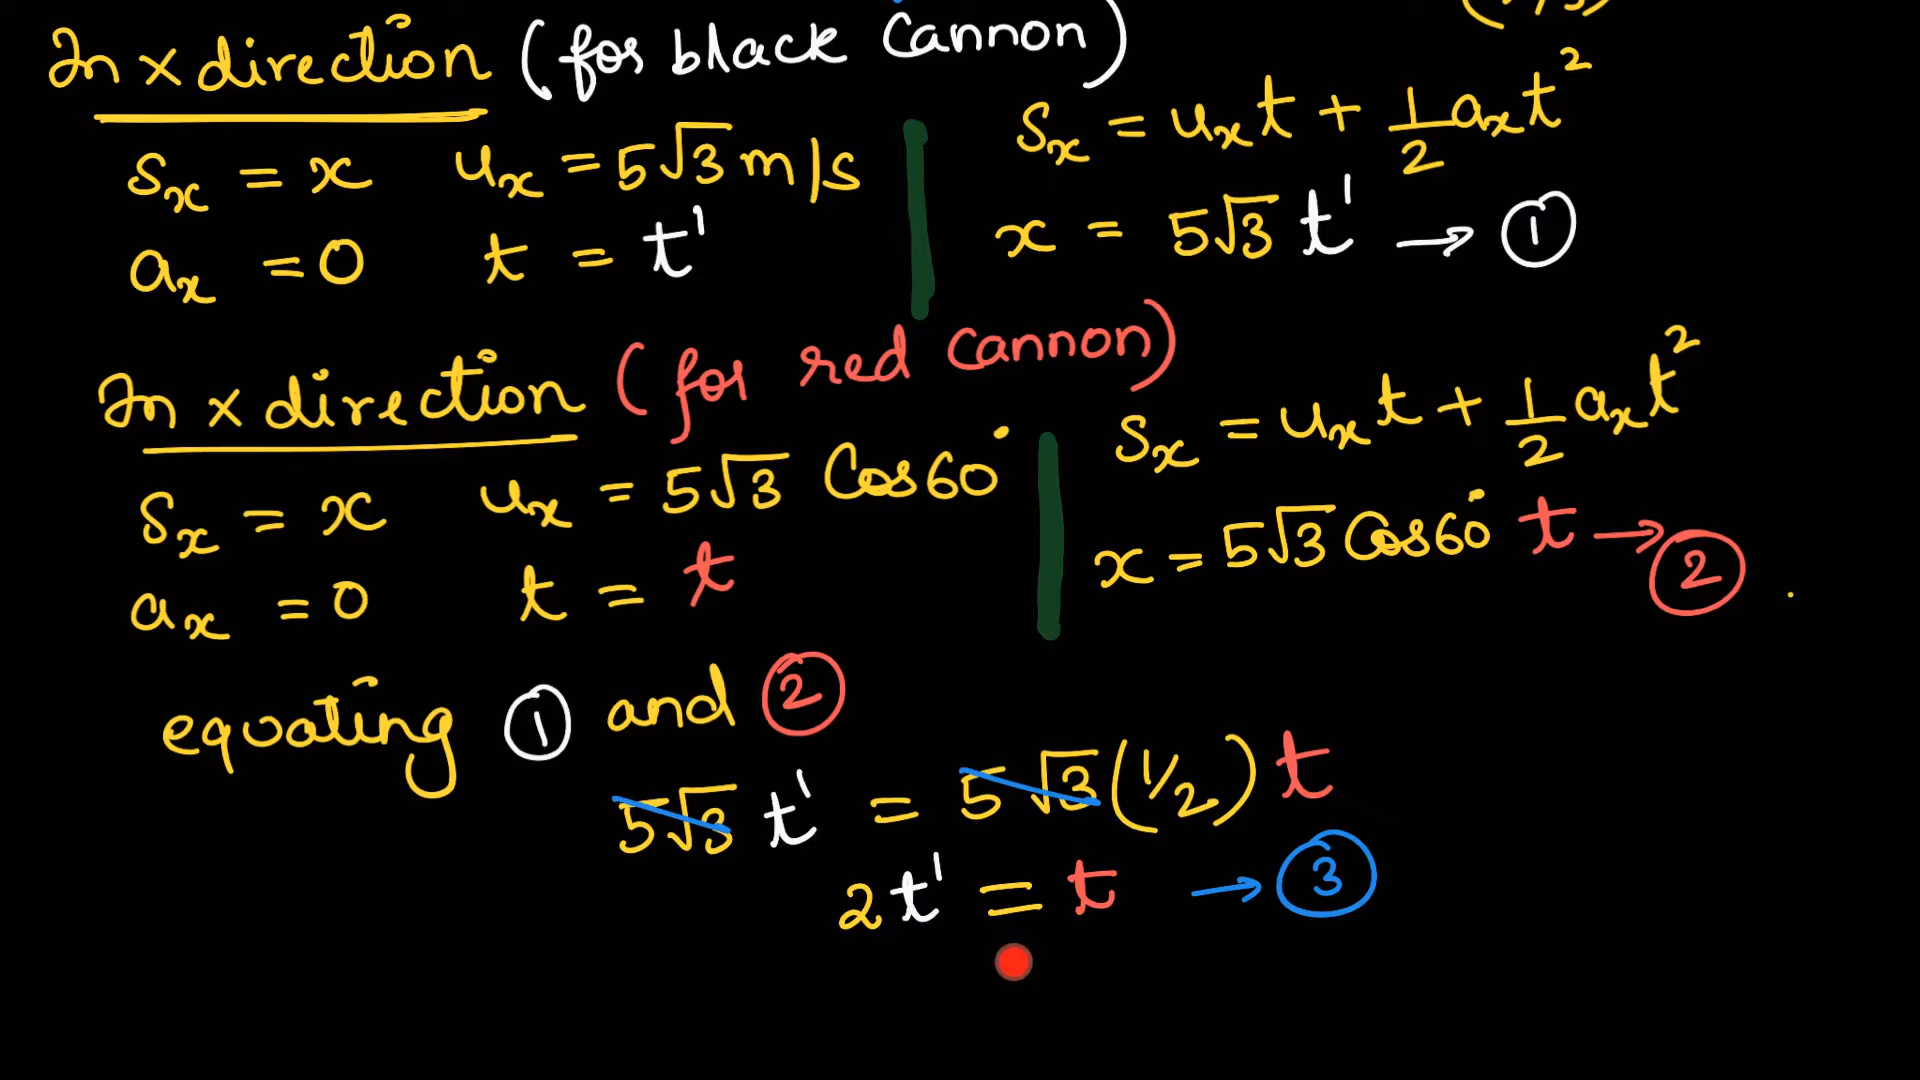 In x direction (for black Cannon)
Sx = x   ux = 5√3 m/s
ax = 0   t = t'
Sx = uxt + 1/2 axt²
x = 5√3 t' → ①
In x direction (for red Cannon)
Sx = x   ux = 5√3 Cos60°
ax = 0   t = t
Sx = uxt + 1/2 axt²
x = 5√3 Cos60° t → ②
equating ① and ②
5√3 t' = 5√3 (1/2) t
2t' = t → ③